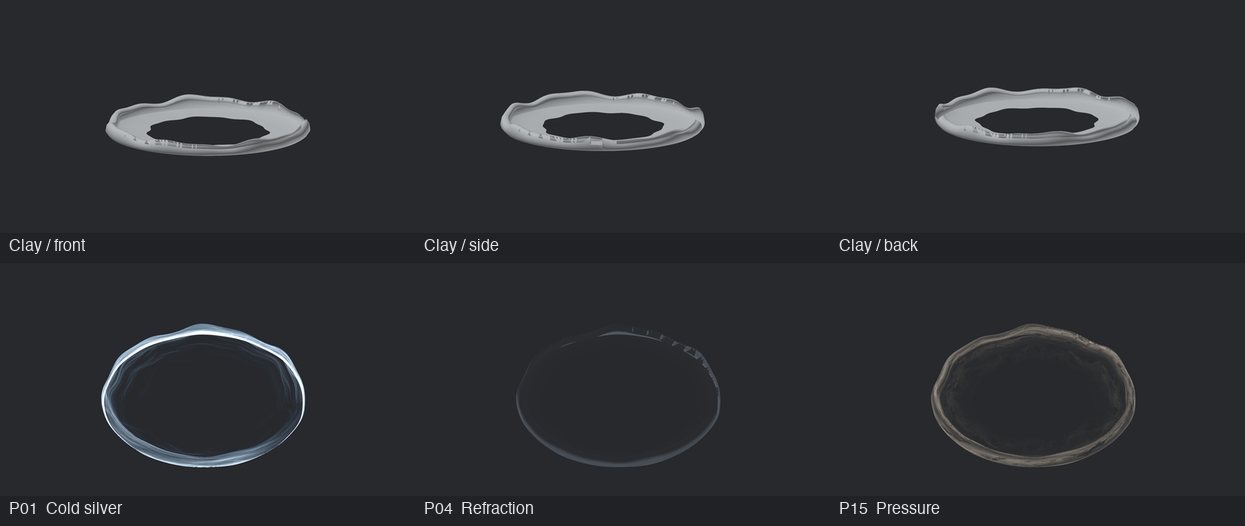 Clay / front
Clay / side
Clay / back
P01 Cold silver
P04 Refraction
P15 Pressure